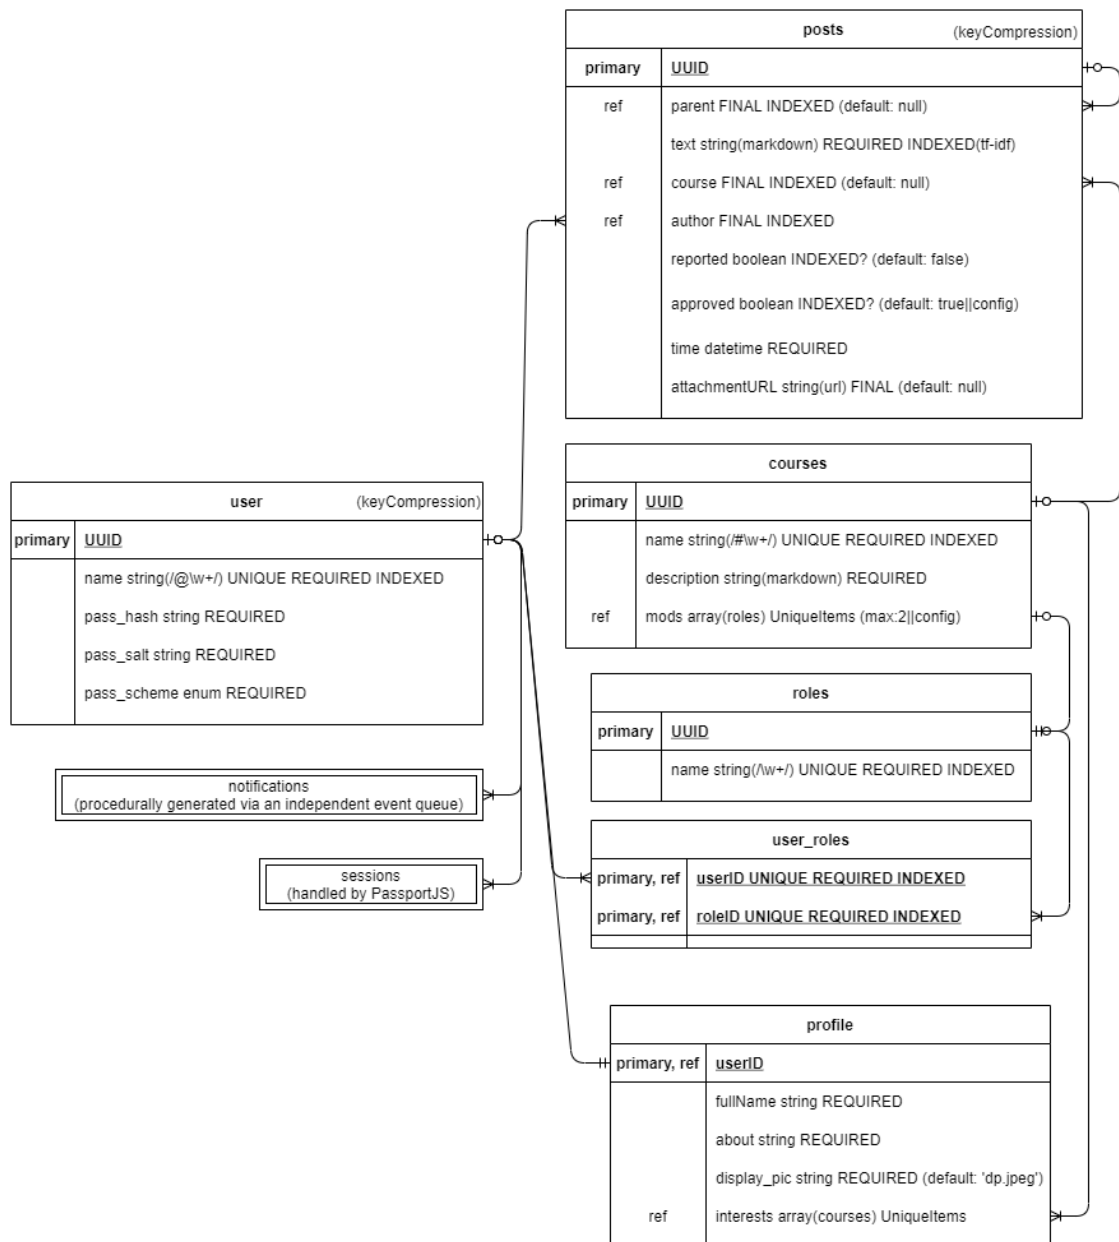 posts (keyCompression)
primary UUID
ref parent FINAL INDEXED (default: null)
text string(markdown) REQUIRED INDEXED(tf-idf)
ref course FINAL INDEXED (default: null)
ref author FINAL INDEXED
reported boolean INDEXED? (default: false)
approved boolean INDEXED? (default: true||config)
time datetime REQUIRED
attachmentURL string(url) FINAL (default: null)
courses
primary UUID
name string(/#\w+/) UNIQUE REQUIRED INDEXED
description string(markdown) REQUIRED
ref mods array(roles) UniqueItems (max:2||config)
user (keyCompression)
primary UUID
name string(/@\w+/) UNIQUE REQUIRED INDEXED
pass_hash string REQUIRED
pass_salt string REQUIRED
pass_scheme enum REQUIRED
roles
primary UUID
name string(/\w+/) UNIQUE REQUIRED INDEXED
notifications
(procedurally generated via an independent event queue)
user_roles
primary, ref userID UNIQUE REQUIRED INDEXED
primary, ref roleID UNIQUE REQUIRED INDEXED
sessions
(handled by PassportJS)
profile
primary, ref userID
fullName string REQUIRED
about string REQUIRED
display_pic string REQUIRED (default: 'dp.jpeg')
ref interests array(courses) UniqueItems